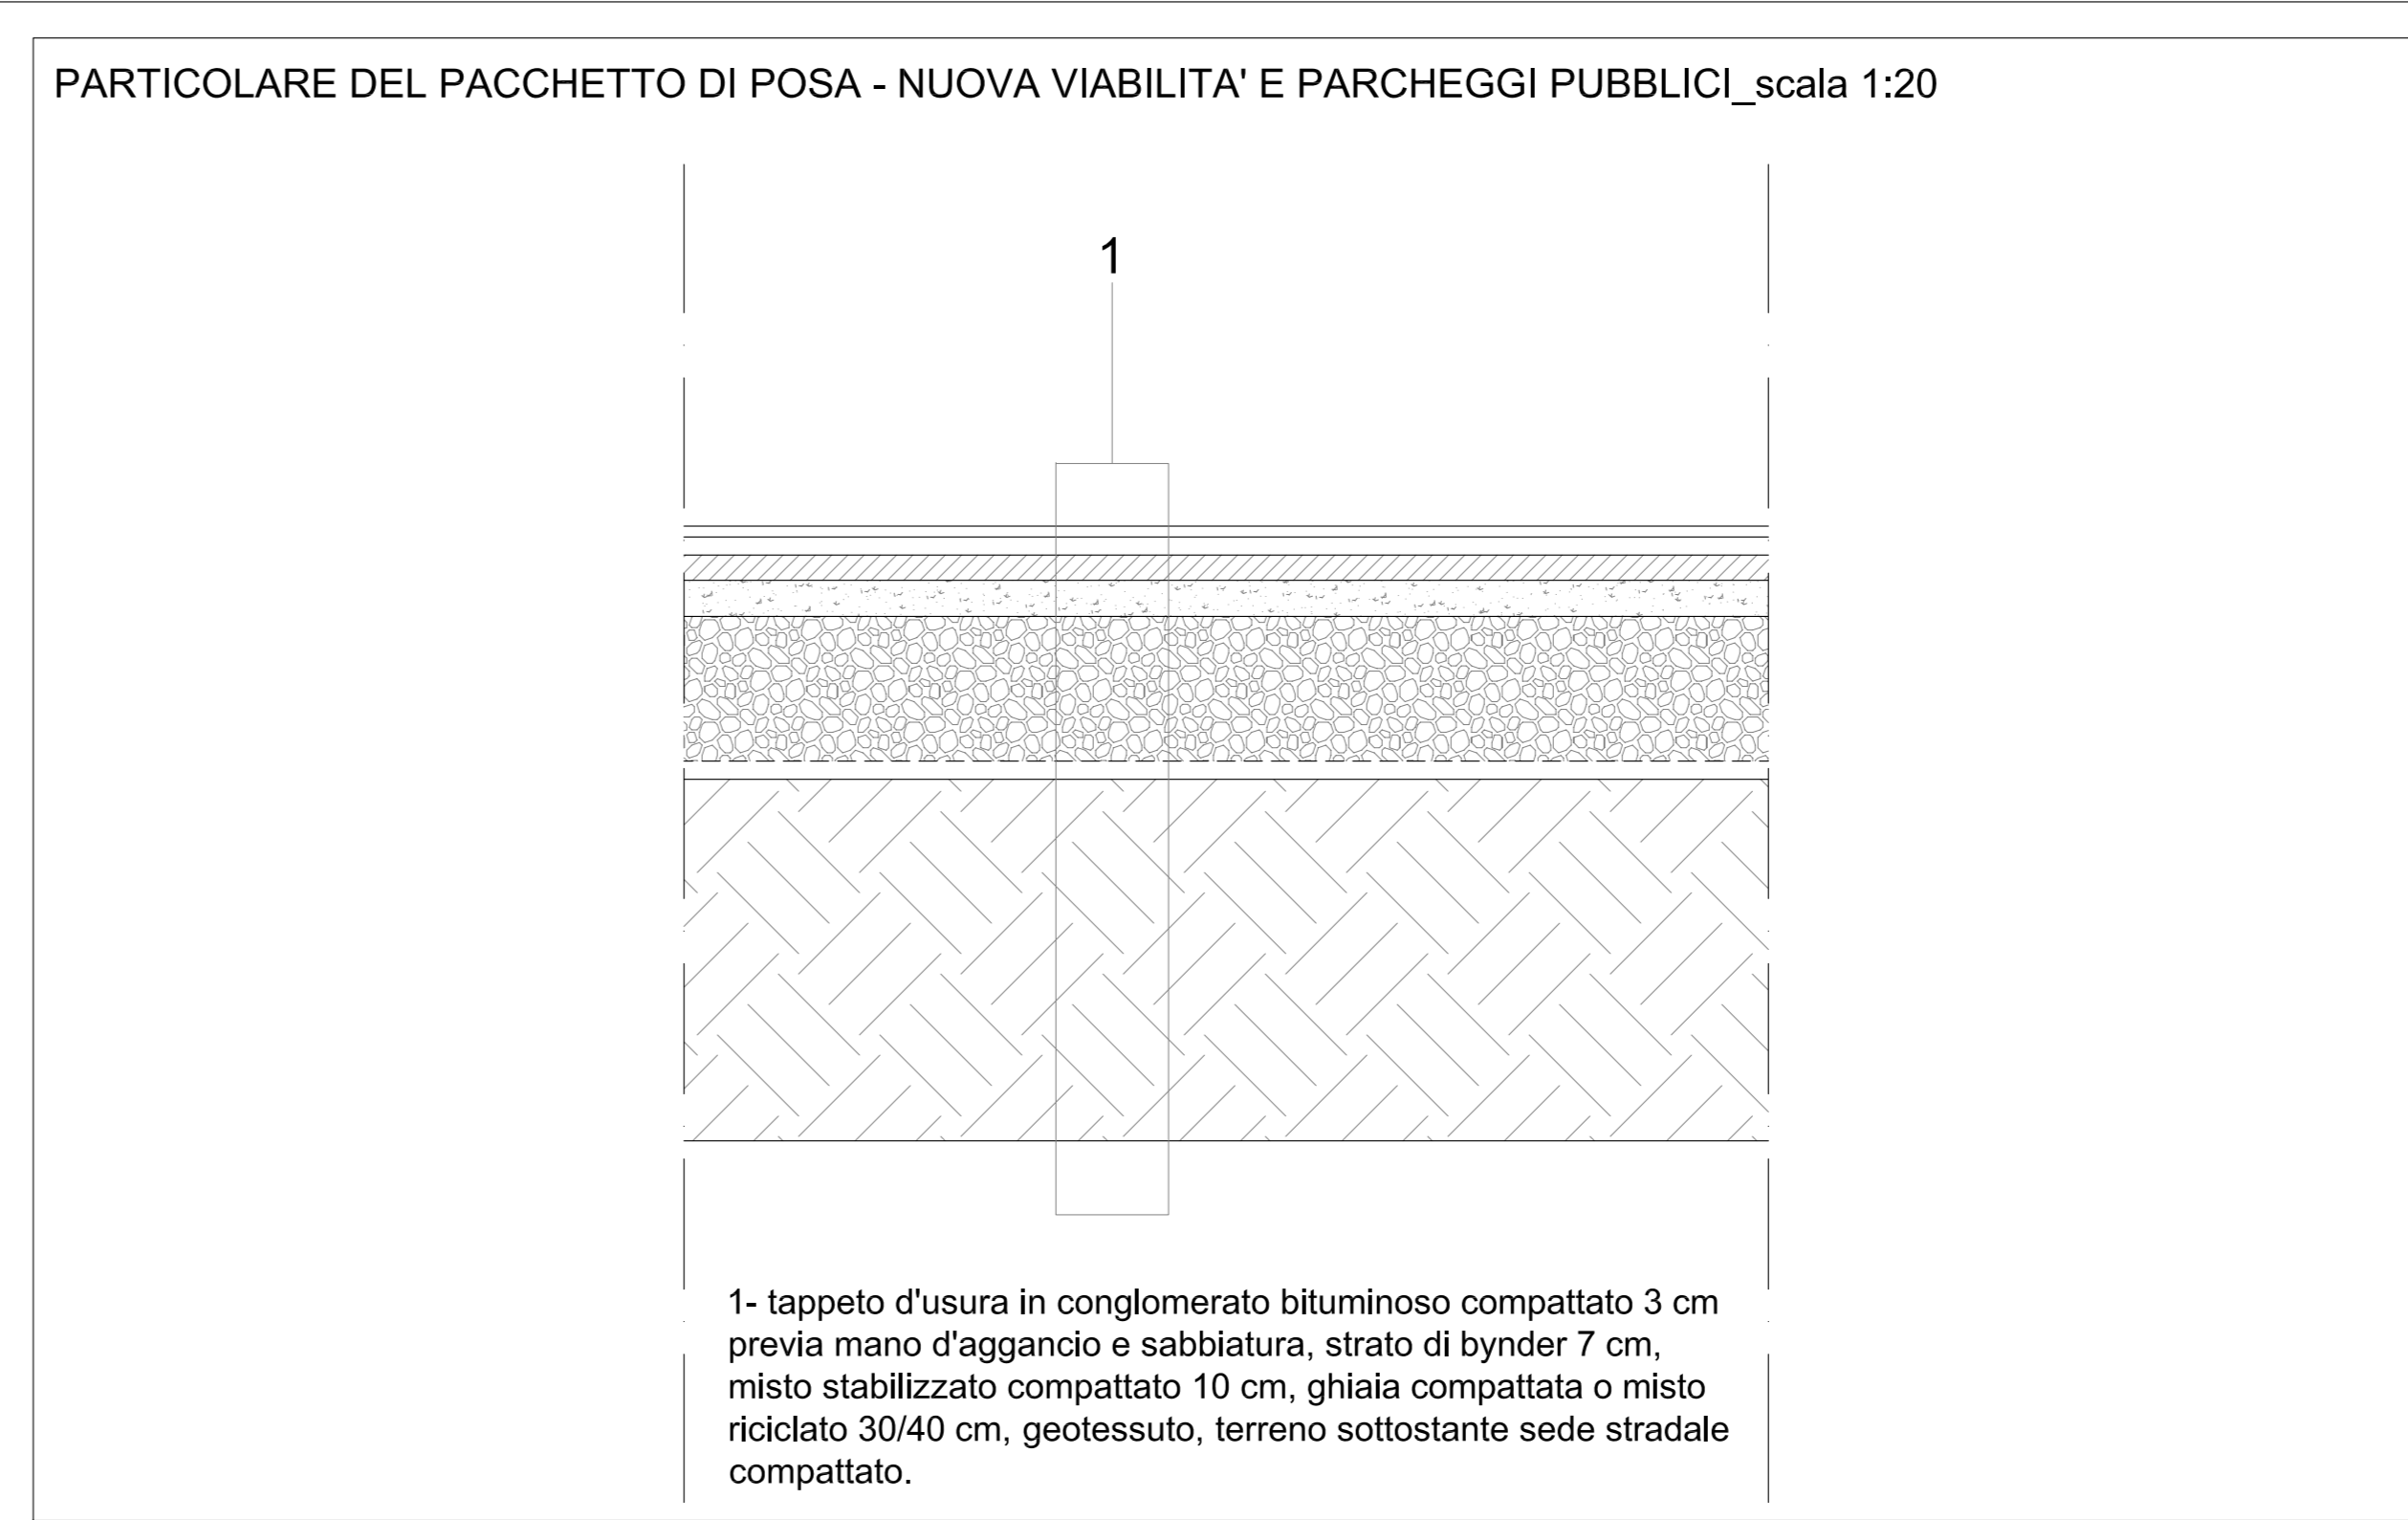 PARTICOLARE DEL PACCHETTO DI POSA - NUOVA VIABILITA' E PARCHEGGI PUBBLICI_scala 1:20
1
1- tappeto d'usura in conglomerato bituminoso compattato 3 cm
previa mano d'aggancio e sabbiatura, strato di bynder 7 cm,
misto stabilizzato compattato 10 cm, ghiaia compattata o misto
riciclato 30/40 cm, geotessuto, terreno sottostante sede stradale
compattato.